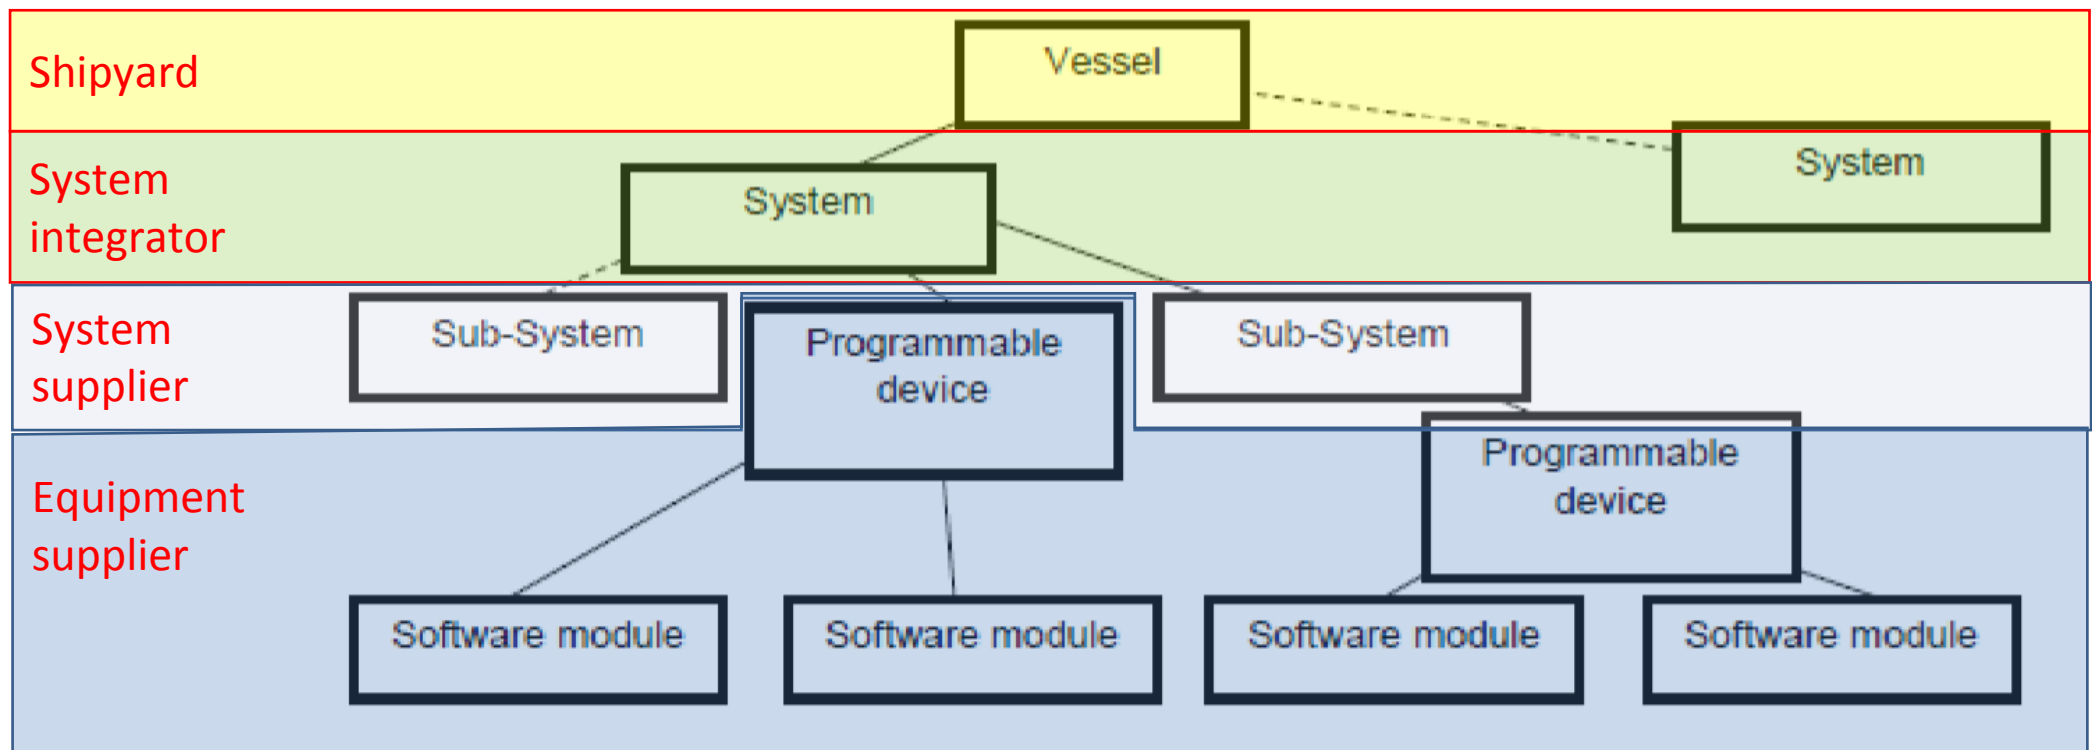 Shipyard
Vessel
System
integrator
System
System
System
supplier
Sub-System
Programmable
device
Sub-System
Equipment
supplier
Programmable
device
Software module
Software module
Software module
Software module